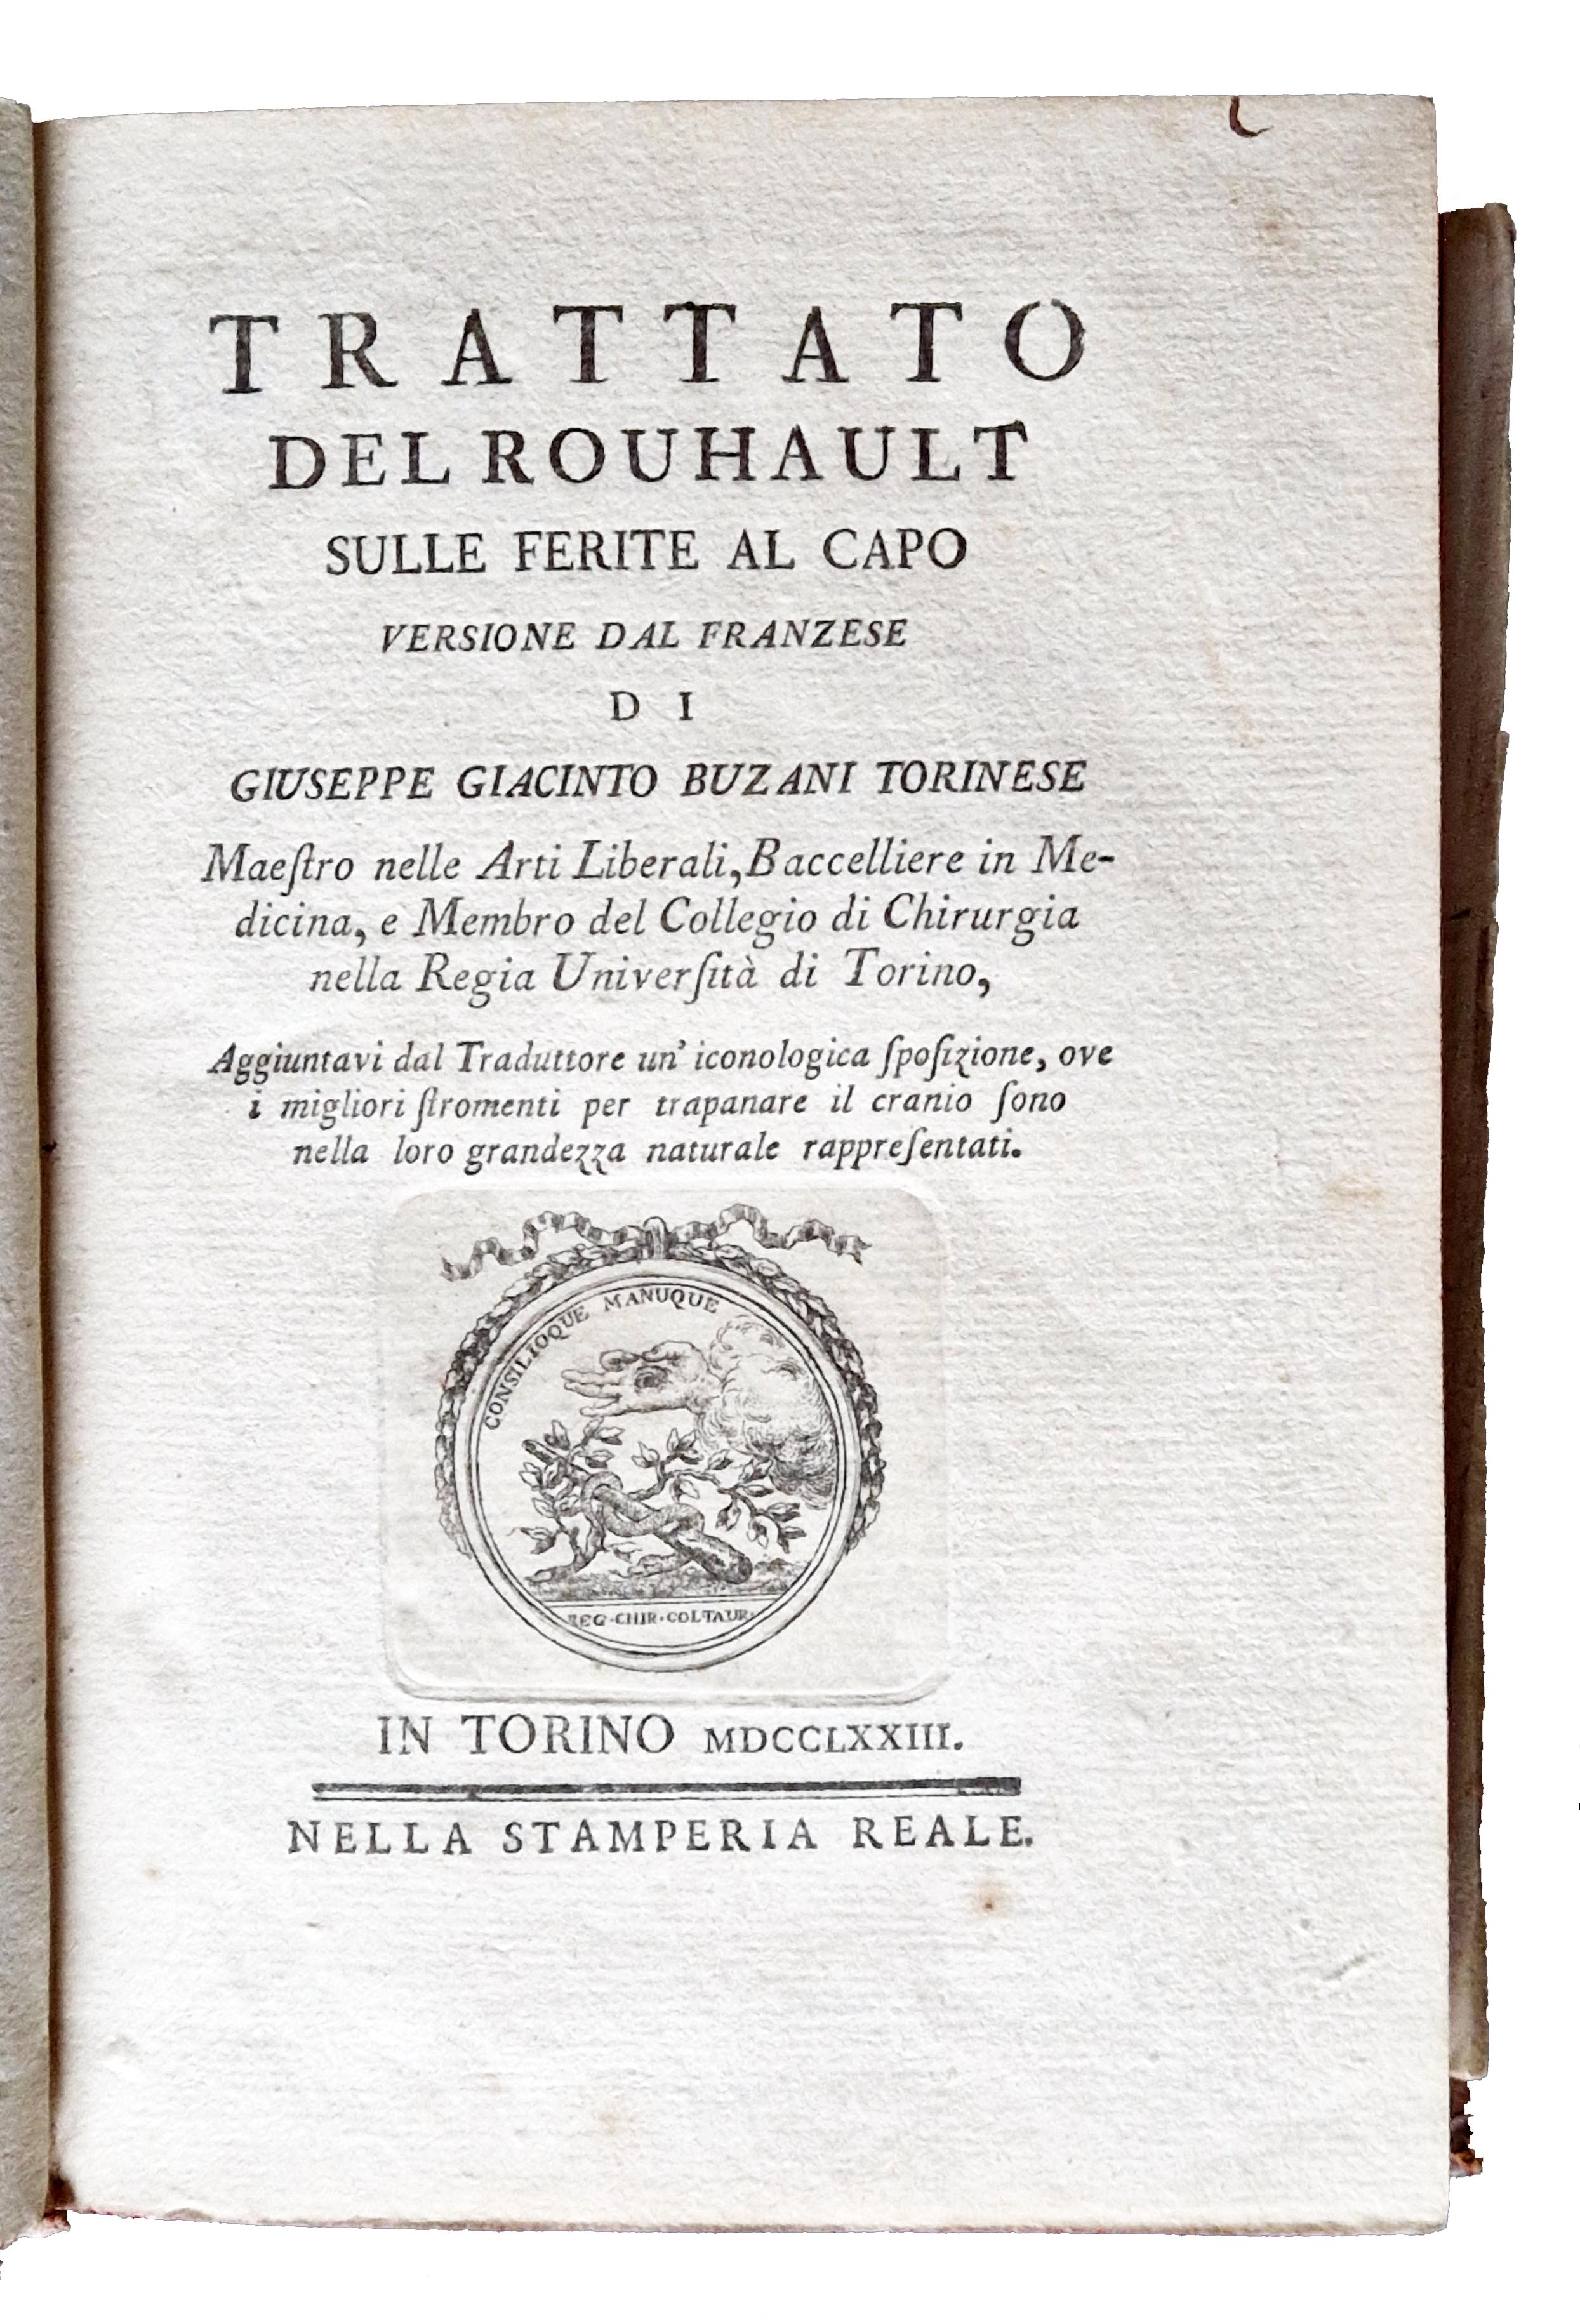 TRATTATO
DEL ROUHAULT
SULLE FERITE AL CAPO
VERSIONE DAL FRANZESE
DI
GIUSEPPE GIACINTO BUZANI TORINESE
Maeſtro nelle Arti Liberali, Baccelliere in Me-
dicina, e Membro del Collegio di Chirurgia
nella Regia Univerſità di Torino,
Aggiuntavi dal Traduttore un' iconologica ſpoſizione, ove
i migliori ſtromenti per trapanare il cranio ſono
nella loro grandezza naturale rappreſentati.
CONSILIOQUE MANUQUE
REG·CHIR·COL·TAUR·
IN TORINO MDCCLXXIII.
NELLA STAMPERIA REALE.